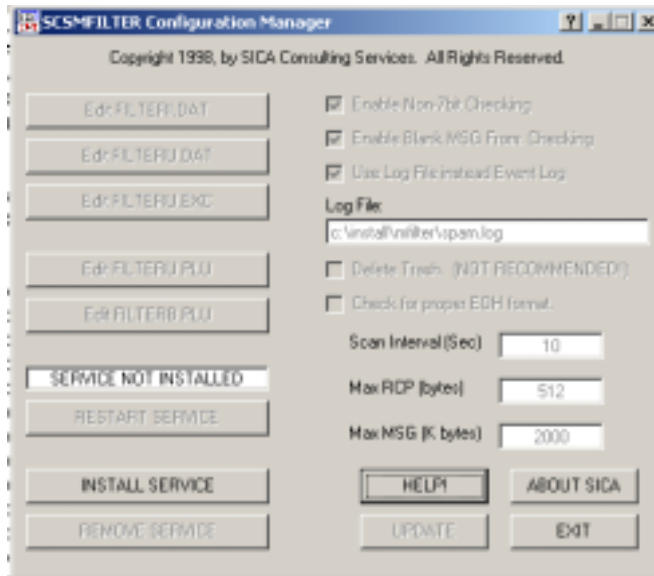 SCSMFILTER Configuration Manager
Copyright 1998, by SICA Consulting Services. All Rights Reserved.
Edit FILTERI.DAT
Edit FILTERU.DAT
Edit FILTERU.EXC
Edit FILTERU.PLU
Edit FILTERB.PLU
SERVICE NOT INSTALLED
RESTART SERVICE
INSTALL SERVICE
REMOVE SERVICE
Enable Non-7bit Checking
Enable Blank MSG From: Checking
Use Log File instead Event Log
Log File:
c:\install\mfilter\spam.log
Delete Trash. (NOT RECOMMENDED!)
Check for proper EOH format.
Scan Interval (Sec) 10
Max RCP (bytes) 512
Max MSG (K bytes) 2000
HELP! ABOUT SICA
UPDATE EXIT